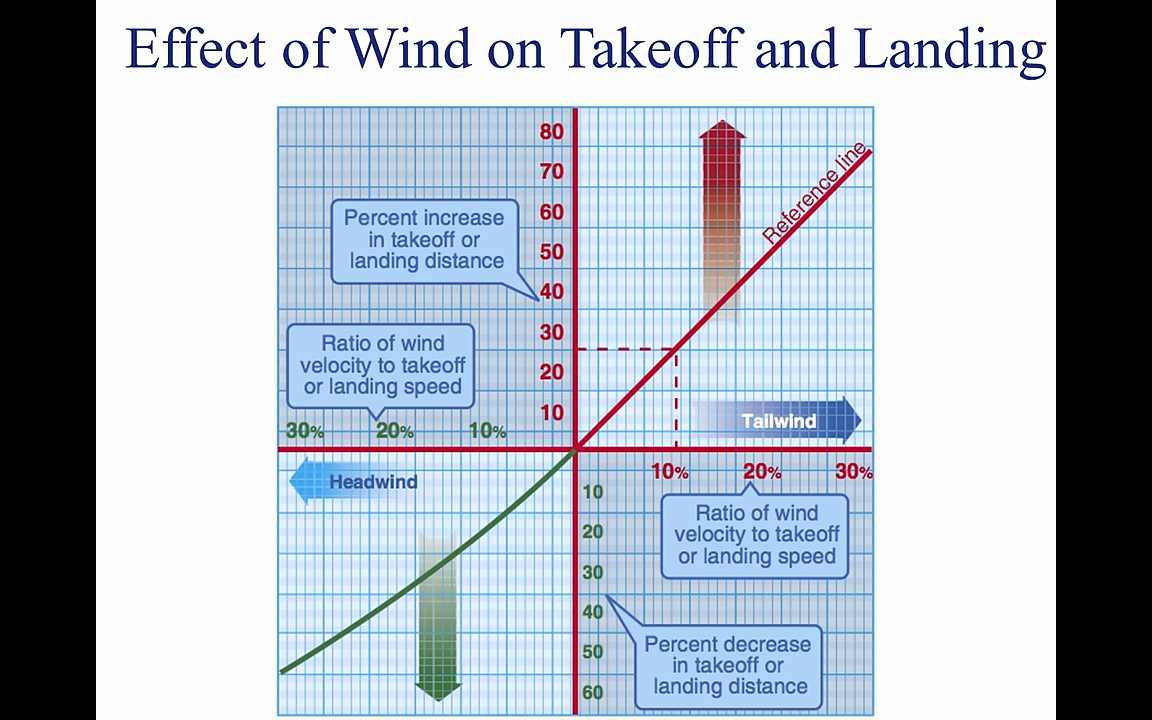 Effect of Wind on Takeoff and Landing
80
70
60
50
40
30
20
10
Reference line
Percent increase
in takeoff or
landing distance
Ratio of wind
velocity to takeoff
or landing speed
30% 20% 10%
Tailwind
Headwind
10% 20% 30%
10
20
30
40
50
60
Ratio of wind
velocity to takeoff
or landing speed
Percent decrease
in takeoff or
landing distance